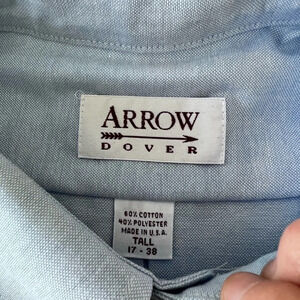 ARROW
DOVER
60% COTTON
40% POLYESTER
MADE IN U.S.A.
TALL
17 - 38